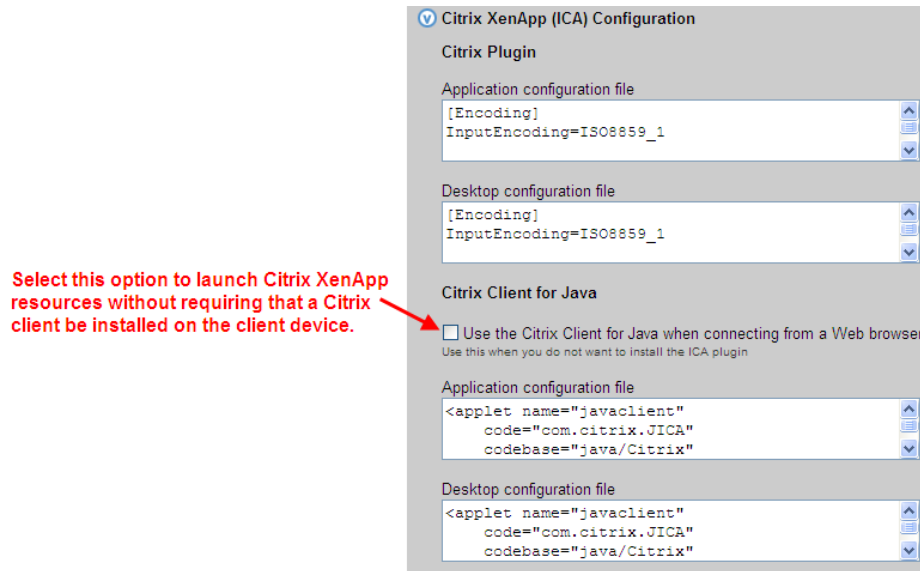 Citrix XenApp (ICA) Configuration
Citrix Plugin
Application configuration file
[Encoding]
InputEncoding=ISO8859_1
Desktop configuration file
[Encoding]
InputEncoding=ISO8859_1
Select this option to launch Citrix XenApp
resources without requiring that a Citrix
client be installed on the client device.
Citrix Client for Java
Use the Citrix Client for Java when connecting from a Web browser
Use this when you do not want to install the ICA plugin
Application configuration file
<applet name="javaclient"
code="com.citrix.JICA"
codebase="java/Citrix"
Desktop configuration file
<applet name="javaclient"
code="com.citrix.JICA"
codebase="java/Citrix"